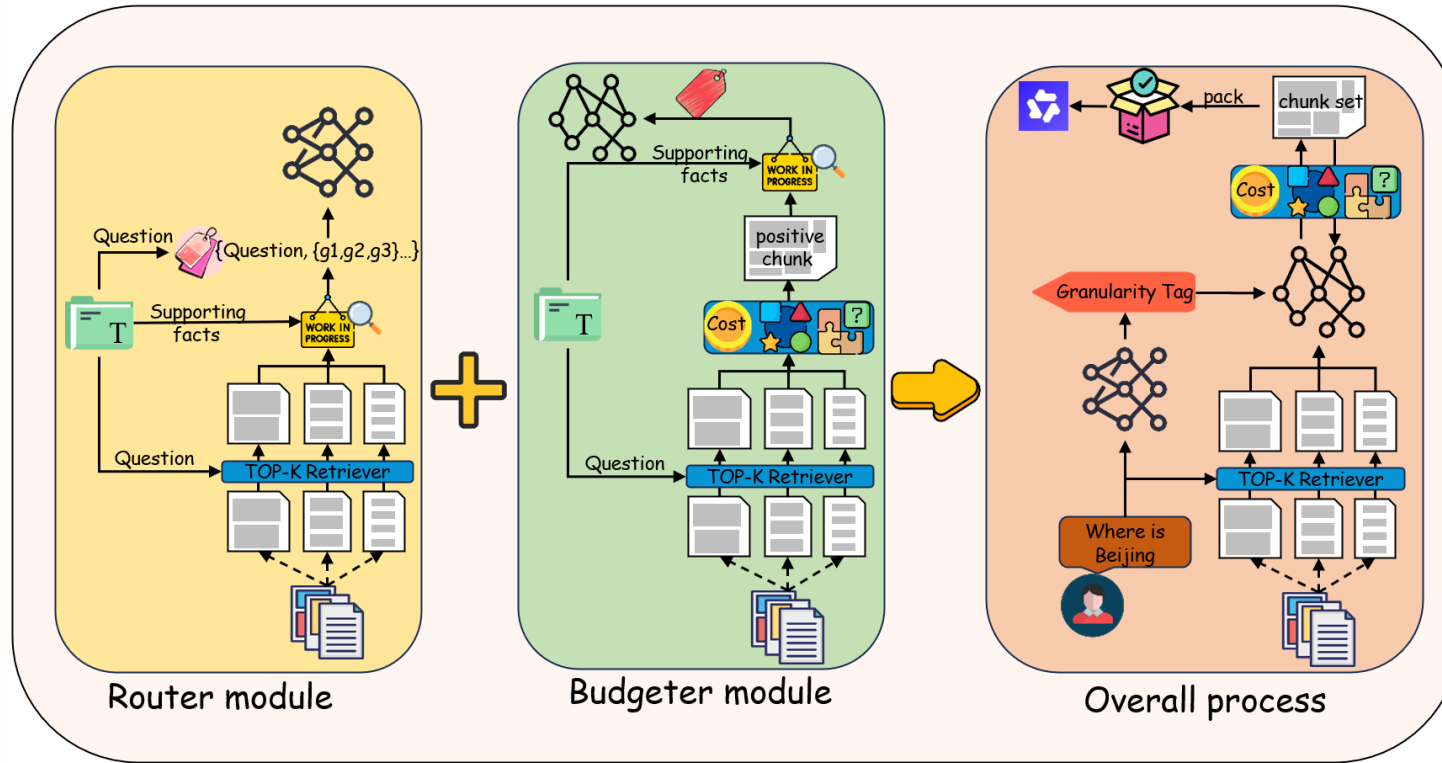 Question
{Question, {g1,g2,g3}...}
T
Supporting
facts
WORK IN
PROGRESS
Question
TOP-K Retriever
Router module
Supporting
facts
WORK IN
PROGRESS
positive
chunk
T
Cost
?
Question
TOP-K Retriever
Budgeter module
pack
chunk set
Cost
?
Granularity Tag
TOP-K Retriever
Where is
Beijing
Overall process